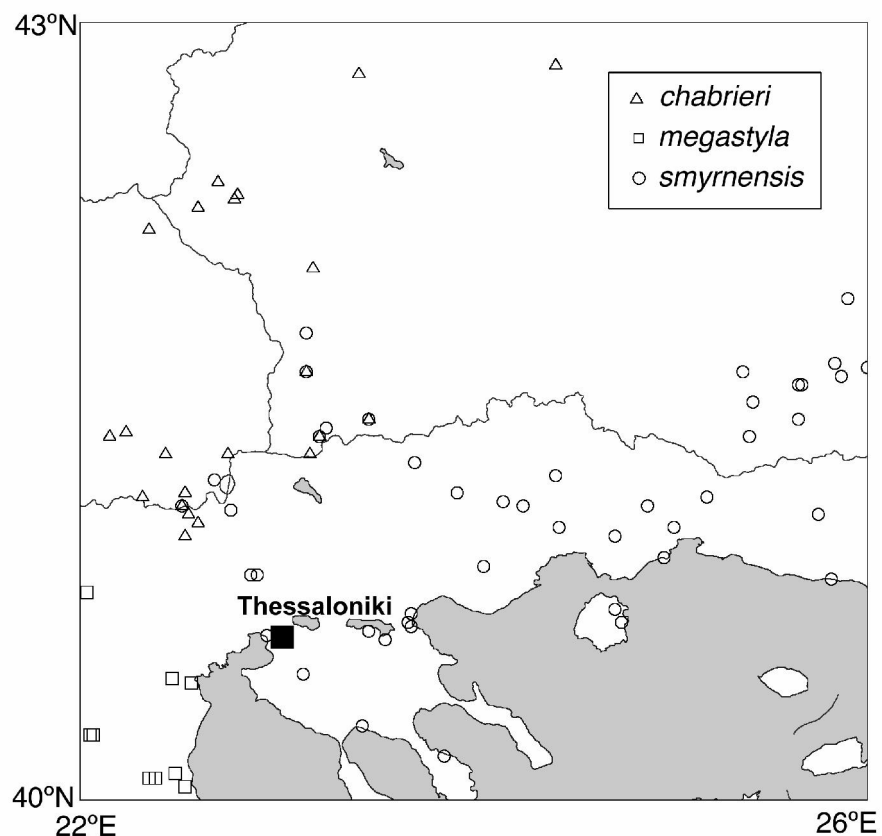 43ºN
chabrieri
megastyla
smyrnensis
Thessaloniki
40ºN
22ºE
26ºE